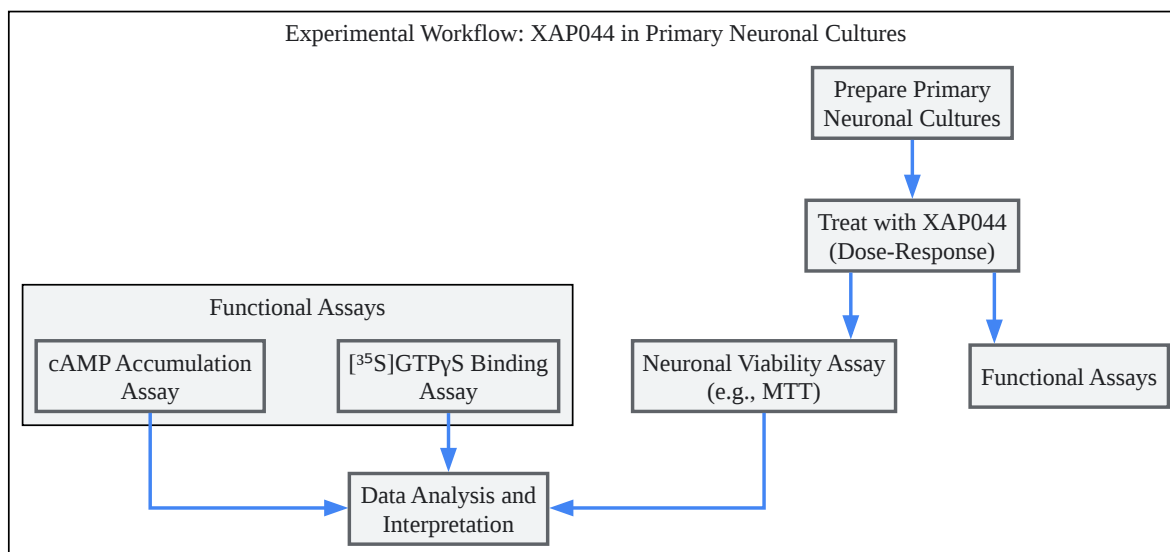 Experimental Workflow: XAP044 in Primary Neuronal Cultures
Prepare Primary
Neuronal Cultures
Treat with XAP044
(Dose-Response)
Functional Assays
cAMP Accumulation
Assay
[³⁵S]GTPγS Binding
Assay
Neuronal Viability Assay
(e.g., MTT)
Functional Assays
Data Analysis and
Interpretation